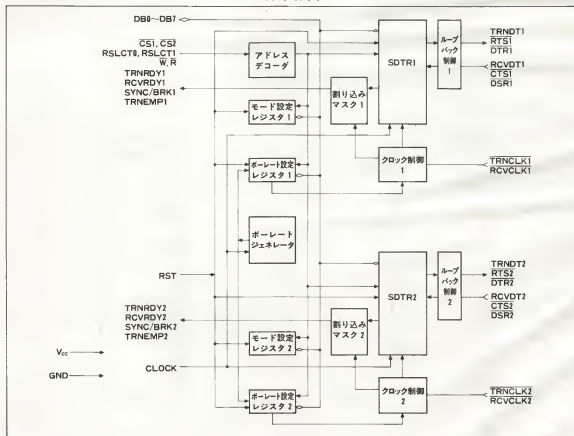 DB0~DB7
CS1, CS2
RSLCT0, RSLCT1
W, R
TRNRDY1
RCVRDY1
SYNC/BRK1
TRNEMP1
アドレス
デコーダ
モード設定
レジスタ1
割り込み
マスク1
SDTR1
ループ
バック
制御
1
TRNDT1
RTS1
DTR1
RCVDT1
CTS1
DSR1
ボーレート設定
レジスタ1
クロック制御
1
TRNCLK1
RCVCLK1
ボーレート
ジェネレータ
RST
TRNRDY2
RCVRDY2
SYNC/BRK2
TRNEMP2
SDTR2
ループ
バック
制御
2
TRNDT2
RTS2
DTR2
RCVDT2
CTS2
DSR2
割り込み
マスク2
モード設定
レジスタ2
Vcc
GND
CLOCK
ボーレート設定
レジスタ2
クロック制御
2
TRNCLK2
RCVCLK2